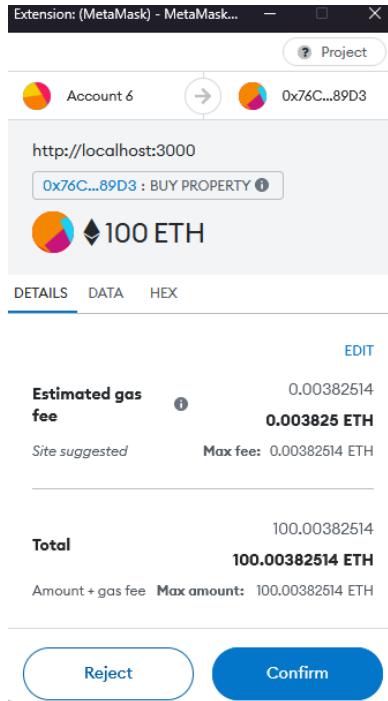 Extension: (MetaMask) - MetaMask...
? Project
Account 6 0x76C...89D3
http://localhost:3000
0x76C...89D3 : BUY PROPERTY
100 ETH
DETAILS DATA HEX
EDIT
Estimated gas fee 0.00382514
0.003825 ETH
Site suggested Max fee: 0.00382514 ETH
Total 100.00382514
100.00382514 ETH
Amount + gas fee Max amount: 100.00382514 ETH
Reject Confirm